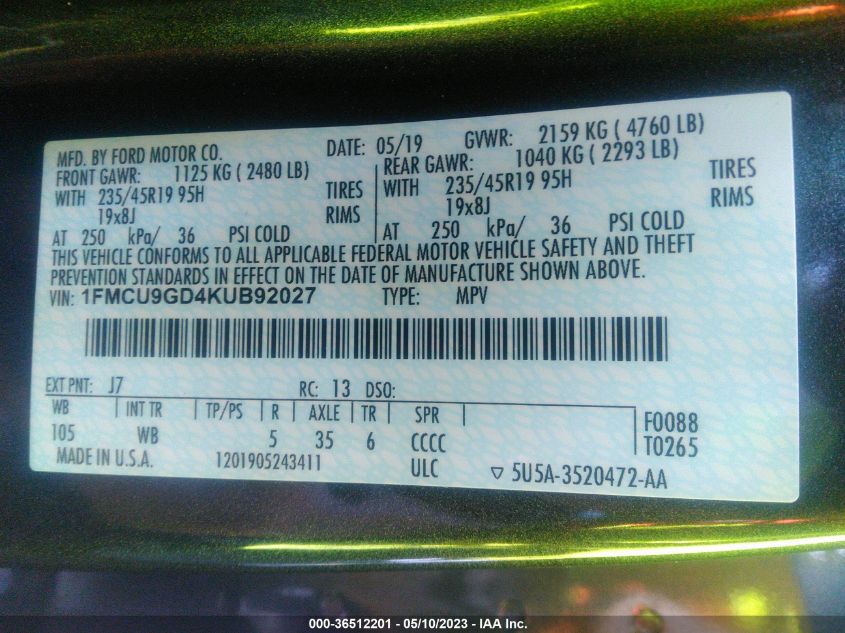 MFD. BY FORD MOTOR CO. DATE: 05/19 GVWR: 2159 KG ( 4760 LB)
FRONT GAWR: 1125 KG ( 2480 LB) REAR GAWR: 1040 KG ( 2293 LB)
WITH 235/45R19 95H TIRES WITH 235/45R19 95H TIRES
19x8J RIMS 19x8J RIMS
AT 250 kPa/ 36 PSI COLD AT 250 kPa/ 36 PSI COLD
THIS VEHICLE CONFORMS TO ALL APPLICABLE FEDERAL MOTOR VEHICLE SAFETY AND THEFT
PREVENTION STANDARDS IN EFFECT ON THE DATE OF MANUFACTURE SHOWN ABOVE.
VIN: 1FMCU9GD4KUB92027 TYPE: MPV
EXT PNT: J7 RC: 13 DSO:
WB INT TR TP/PS R AXLE TR SPR F0088
105 WB 5 35 6 CCCC T0265
MADE IN U.S.A. 1201905243411 ULC ▽ 5U5A-3520472-AA
000-36512201 - 05/10/2023 - IAA Inc.